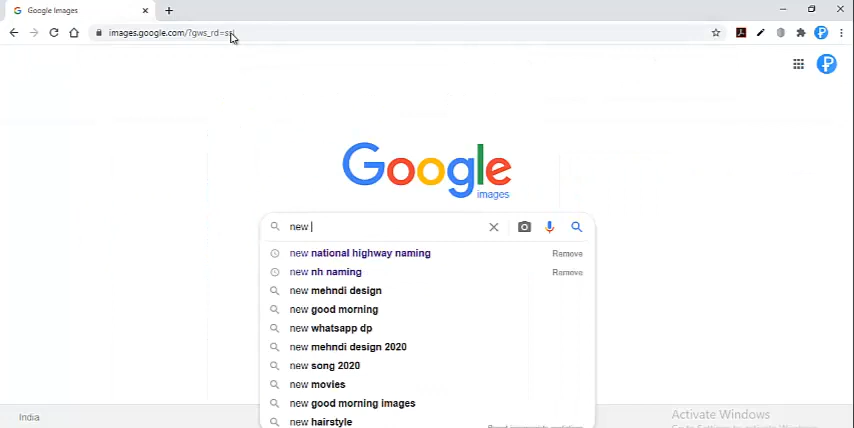 Google Images
images.google.com/?gws_rd=ssl
Google
images
new
new national highway naming Remove
new nh naming Remove
new mehndi design
new good morning
new whatsapp dp
new mehndi design 2020
new song 2020
new movies
new good morning images
new hairstyle
India
Activate Windows